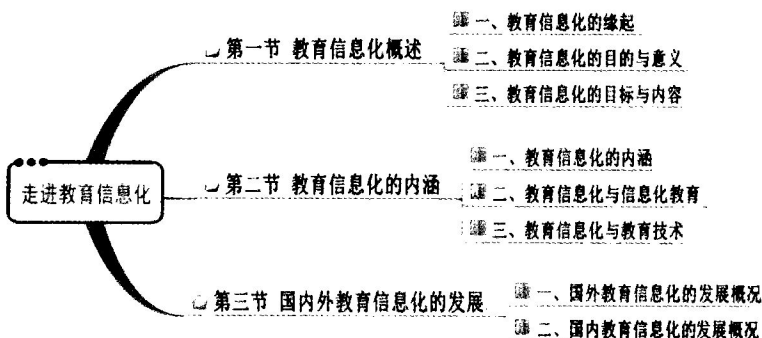 走进教育信息化
第一节 教育信息化概述
一、教育信息化的缘起
二、教育信息化的目的与意义
三、教育信息化的目标与内容
第二节 教育信息化的内涵
一、教育信息化的内涵
二、教育信息化与信息化教育
三、教育信息化与教育技术
第三节 国内外教育信息化的发展
一、国外教育信息化的发展概况
二、国内教育信息化的发展概况